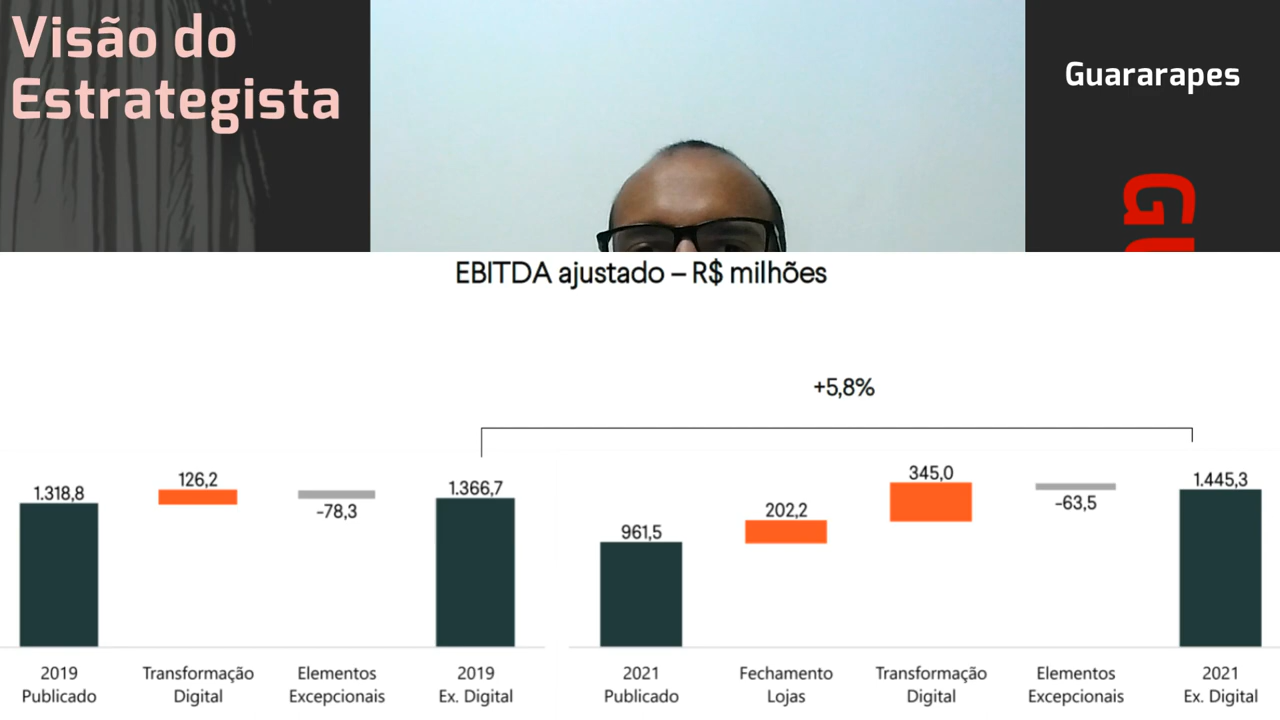 Visão do
Estrategista
Guararapes
GU
EBITDA ajustado – R$ milhões
+5,8%
1.318,8
126,2
-78,3
1.366,7
961,5
202,2
345,0
-63,5
1.445,3
2019
Publicado
Transformação
Digital
Elementos
Excepcionais
2019
Ex. Digital
2021
Publicado
Fechamento
Lojas
Transformação
Digital
Elementos
Excepcionais
2021
Ex. Digital